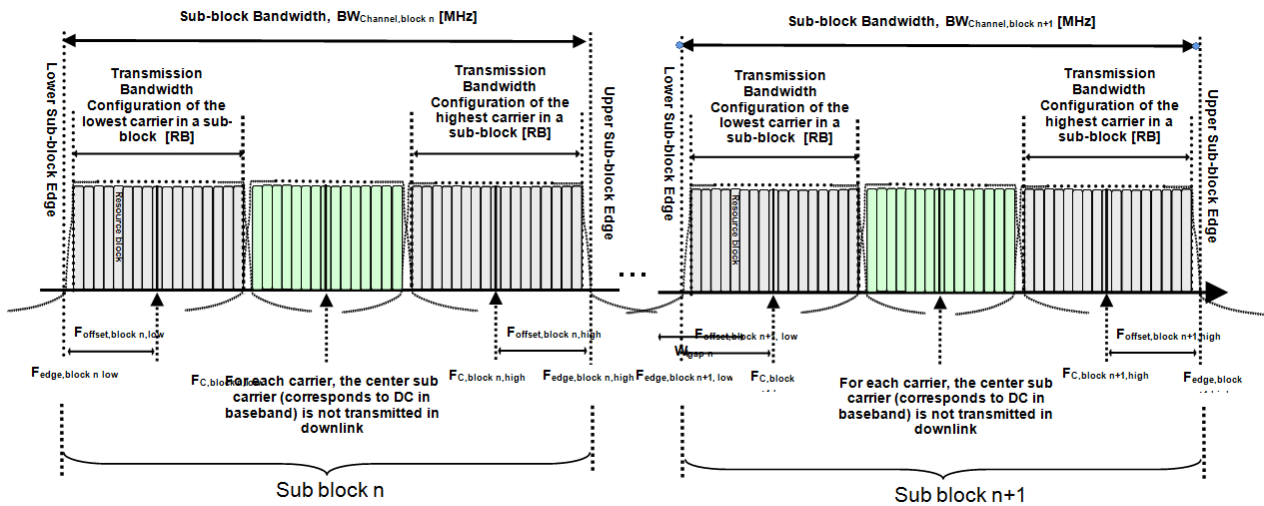 Sub-block Bandwidth, BWChannel,block n [MHz]
Lower Sub-block Edge
Transmission
Bandwidth
Configuration of the
lowest carrier in a sub-
block [RB]
Transmission
Bandwidth
Configuration of the
highest carrier in a
sub-block [RB]
Upper Sub-block Edge
Resource block
...
Foffset,block n,low
Foffset,block n,high
Fedge,block n low
FC,block n,low
FC,block n,high
Fedge,block n,high
For each carrier, the center sub
carrier (corresponds to DC in
baseband) is not transmitted in
downlink
Sub block n
Sub-block Bandwidth, BWChannel,block n+1 [MHz]
Lower Sub-block Edge
Transmission
Bandwidth
Configuration of the
lowest carrier in a
sub-block [RB]
Transmission
Bandwidth
Configuration of the
highest carrier in a
sub-block [RB]
Upper Sub-block Edge
Resource block
Foffset,block n+1, low
Wgap n
Foffset,block n+1,high
Fedge,block n+1, low
FC,block
FC,block n+1,high
Fedge,block
For each carrier, the center sub
carrier (corresponds to DC in
baseband) is not transmitted in
downlink
Sub block n+1